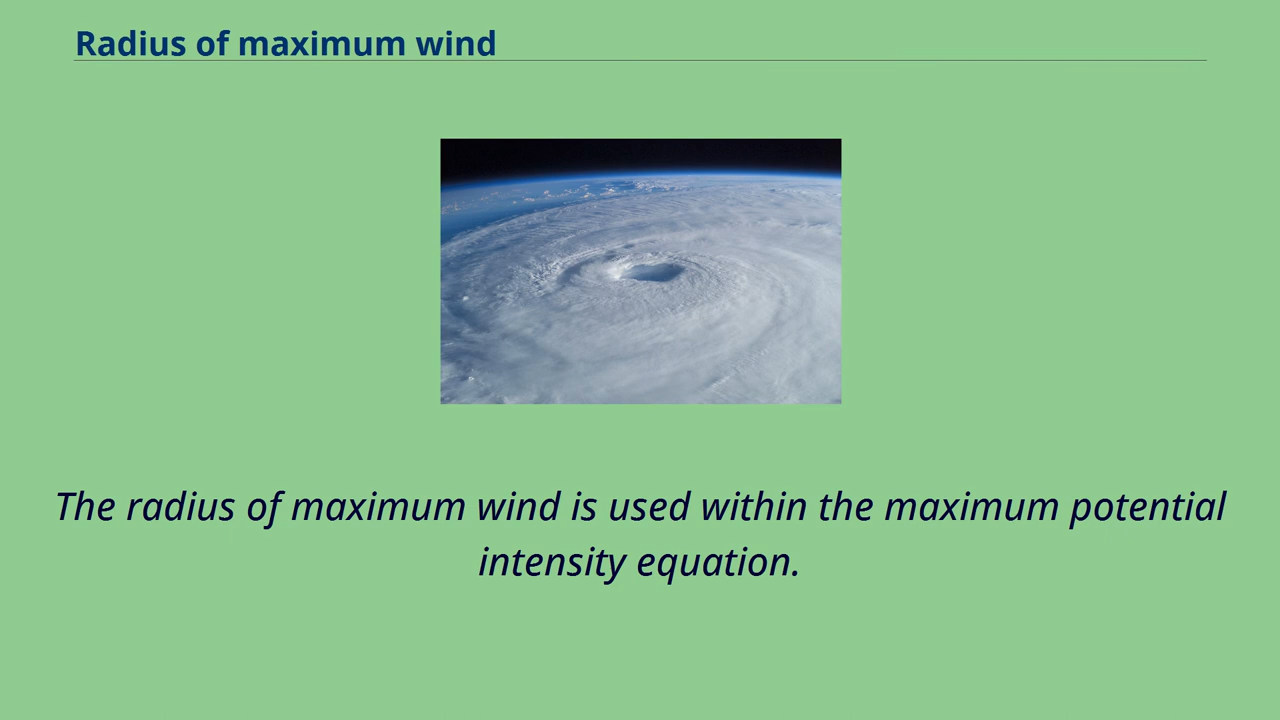 Radius of maximum wind
The radius of maximum wind is used within the maximum potential
intensity equation.